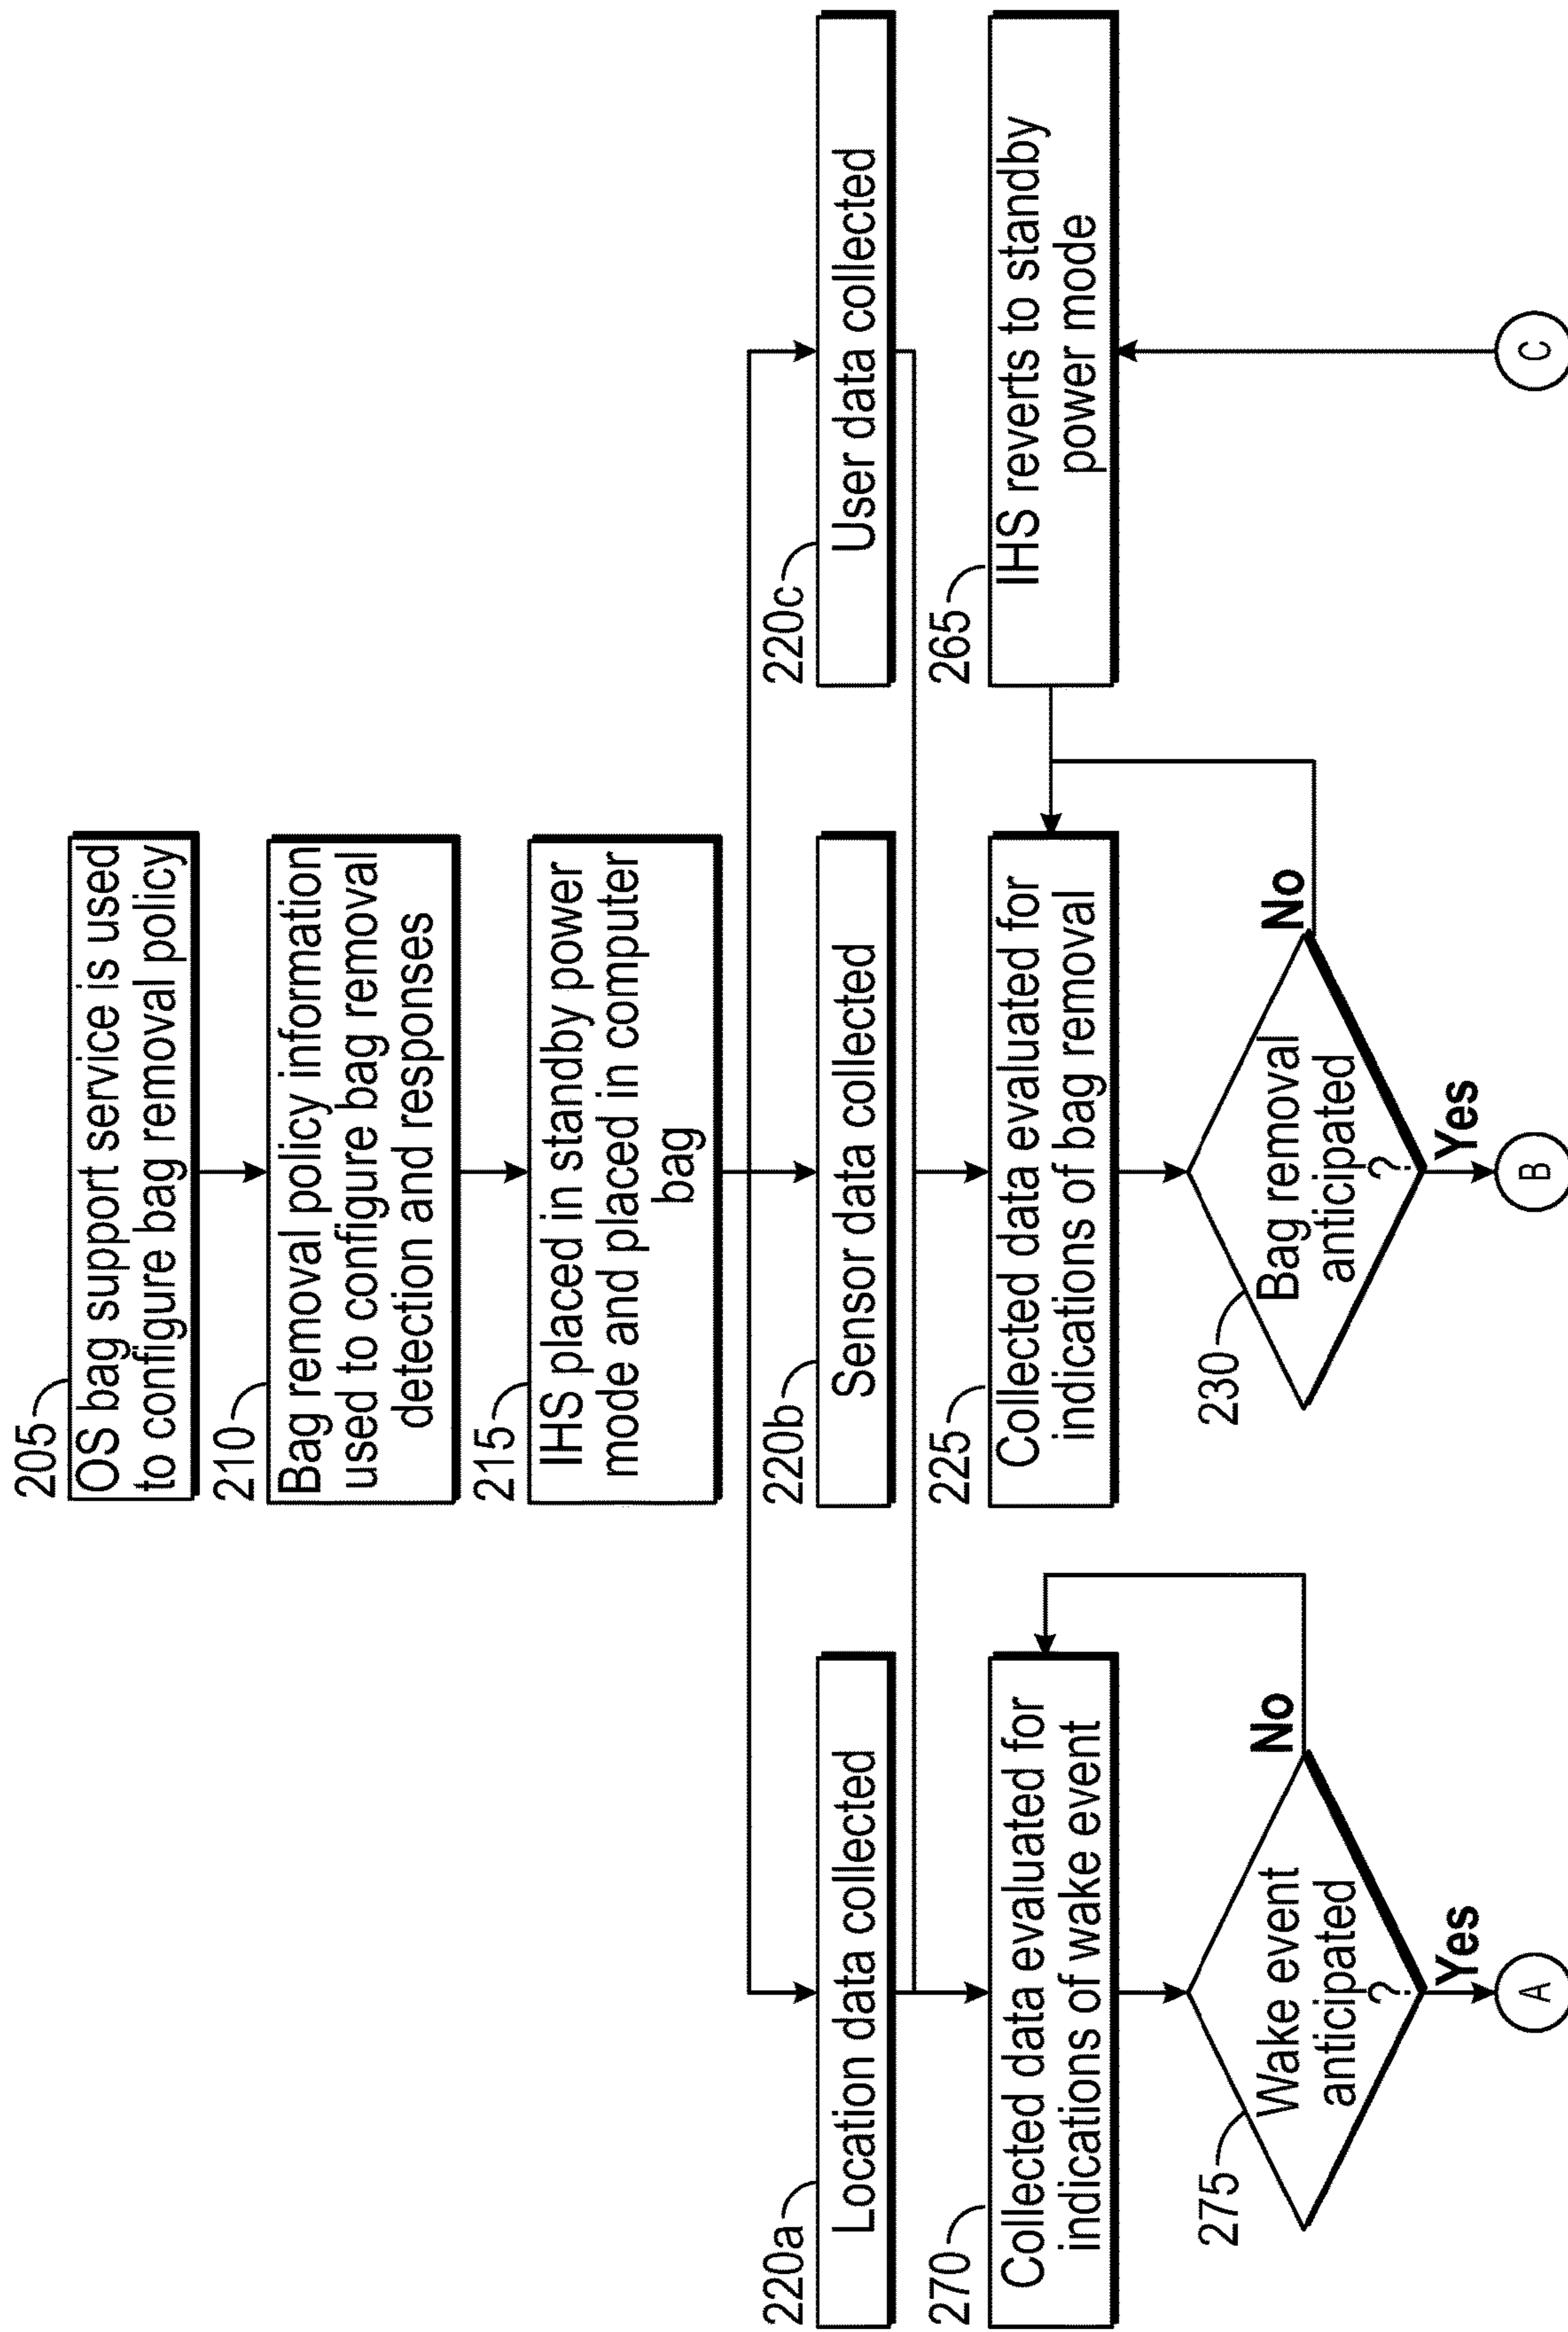 205
OS bag support service is used
to configure bag removal policy
210
Bag removal policy information
used to configure bag removal
detection and responses
215
IHS placed in standby power
mode and placed in computer
bag
220a
Location data collected
220b
Sensor data collected
220c
User data collected
270
Collected data evaluated for
indications of wake event
225
Collected data evaluated for
indications of bag removal
265
IHS reverts to standby
power mode
275
Wake event
anticipated
?
No
Yes
A
230
Bag removal
anticipated
?
No
Yes
B
C